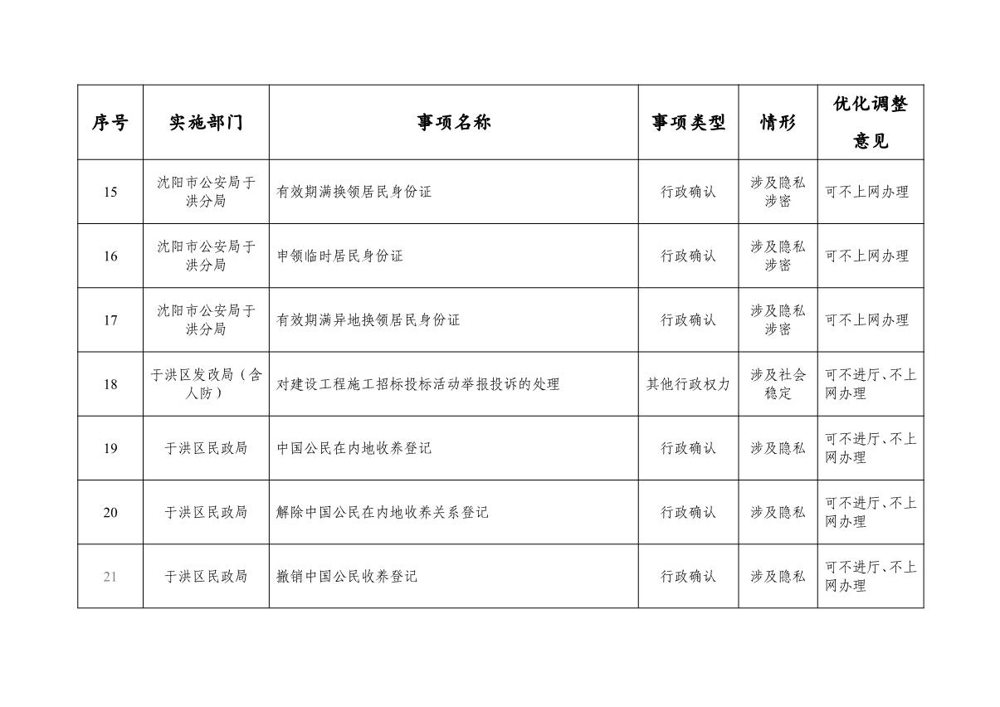 序号 实施部门 事项名称 事项类型 情形 优化调整
意见
15 沈阳市公安局于
洪分局 有效期满换领居民身份证 行政确认 涉及隐私
涉密 可不上网办理
16 沈阳市公安局于
洪分局 申领临时居民身份证 行政确认 涉及隐私
涉密 可不上网办理
17 沈阳市公安局于
洪分局 有效期满异地换领居民身份证 行政确认 涉及隐私
涉密 可不上网办理
18 于洪区发改局（含
人防） 对建设工程施工招标投标活动举报投诉的处理 其他行政权力 涉及社会
稳定 可不进厅、不上
网办理
19 于洪区民政局 中国公民在内地收养登记 行政确认 涉及隐私 可不进厅、不上
网办理
20 于洪区民政局 解除中国公民在内地收养关系登记 行政确认 涉及隐私 可不进厅、不上
网办理
21 于洪区民政局 撤销中国公民收养登记 行政确认 涉及隐私 可不进厅、不上
网办理